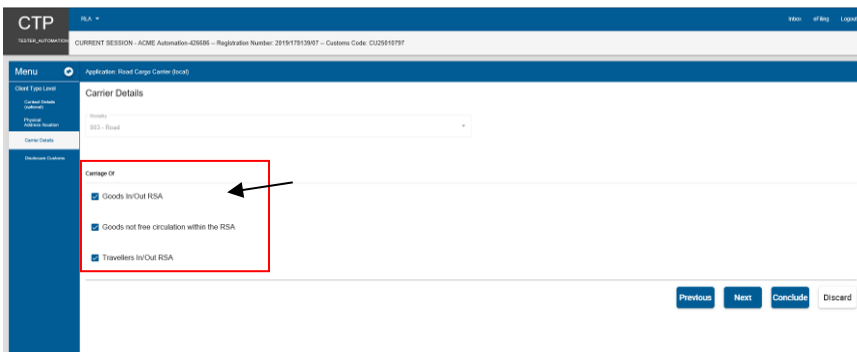 CTP
RLA
Inbox eFiling Logout
TESTER_AUTOMATION
CURRENT SESSION - ACME Automation-426686 -- Registration Number: 2019/179139/07 -- Customs Code: CU25010797
Menu
Application: Road Cargo Carrier (local)
Client Type Level
Contact Details
(optional)
Physical
Address /location
Carrier Details
Disclosure Customs
Carrier Details
Modality
003 - Road
Carriage Of
Goods In/Out RSA
Goods not free circulation within the RSA
Travellers In/Out RSA
Previous Next Conclude Discard